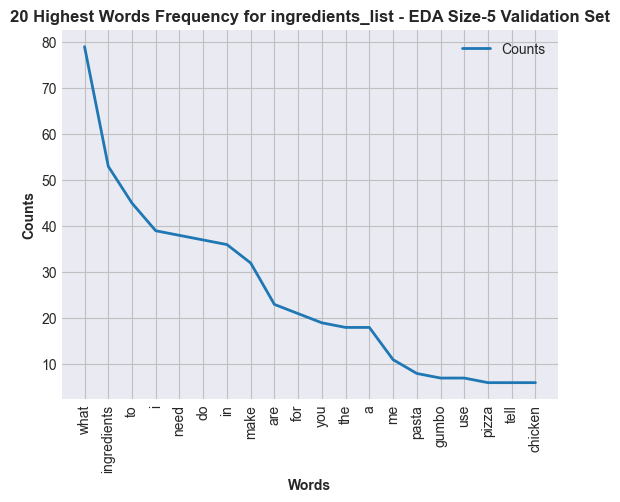 20 Highest Words Frequency for ingredients_list - EDA Size-5 Validation Set
Counts
80
70
60
50
40
30
20
10
Counts
what
ingredients
to
i
need
do
in
make
are
for
you
the
a
me
pasta
gumbo
use
pizza
tell
chicken
Words